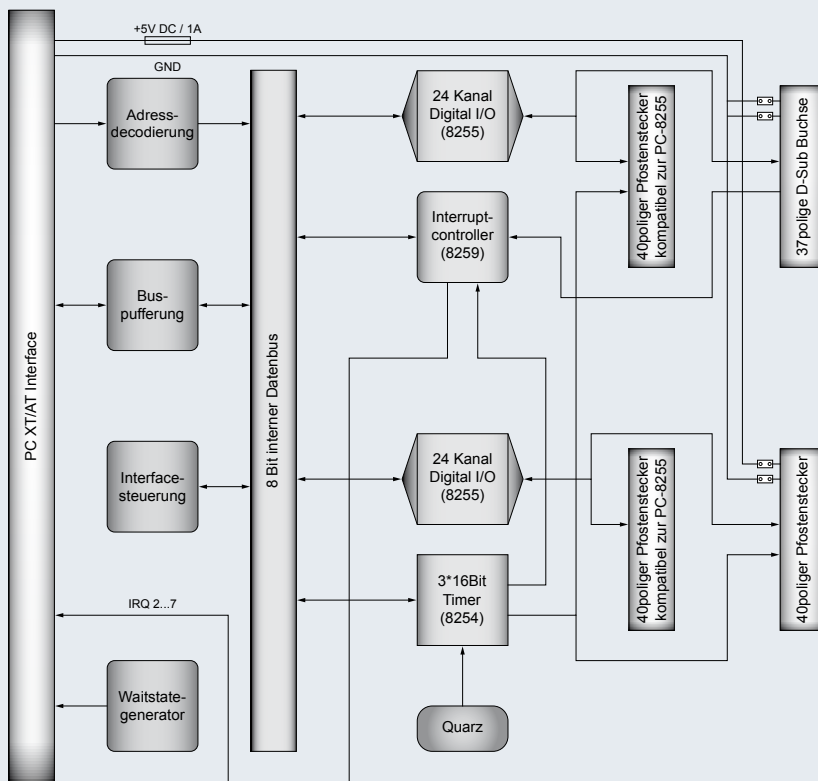 +5V DC / 1A
GND
PC XT/AT Interface
Adress-
decodierung
Bus-
pufferung
Interface-
steuerung
IRQ 2...7
Waitstate-
generator
8 Bit interner Datenbus
24 Kanal
Digital I/O
(8255)
Interrupt-
controller
(8259)
24 Kanal
Digital I/O
(8255)
3*16Bit
Timer
(8254)
Quarz
40poliger Pfostenstecker
kompatibel zur PC-8255
37polige D-Sub Buchse
40poliger Pfostenstecker
kompatibel zur PC-8255
40poliger Pfostenstecker